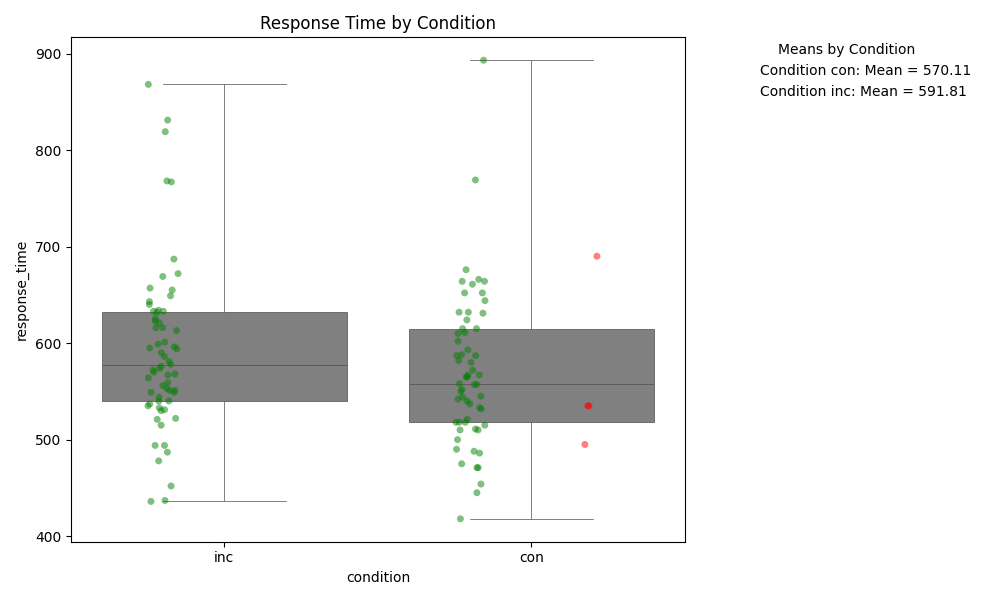 Response Time by Condition
Means by Condition
Condition con: Mean = 570.11
Condition inc: Mean = 591.81
900
800
700
600
500
400
response_time
inc
con
condition